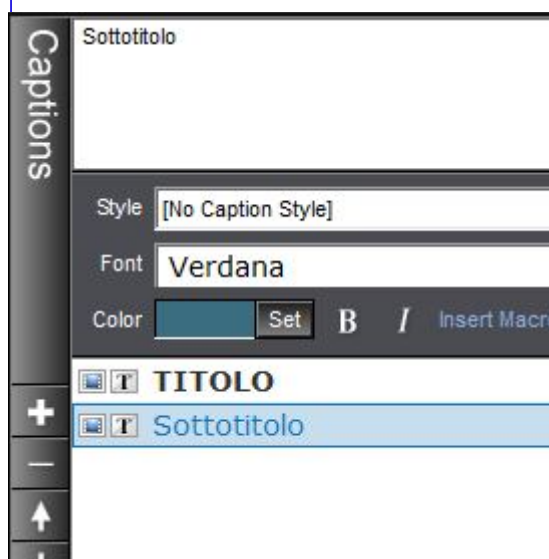 Captions
Sottotitolo
Style [No Caption Style]
Font Verdana
Color Set B I Insert Macr
T TITOLO
T Sottotitolo